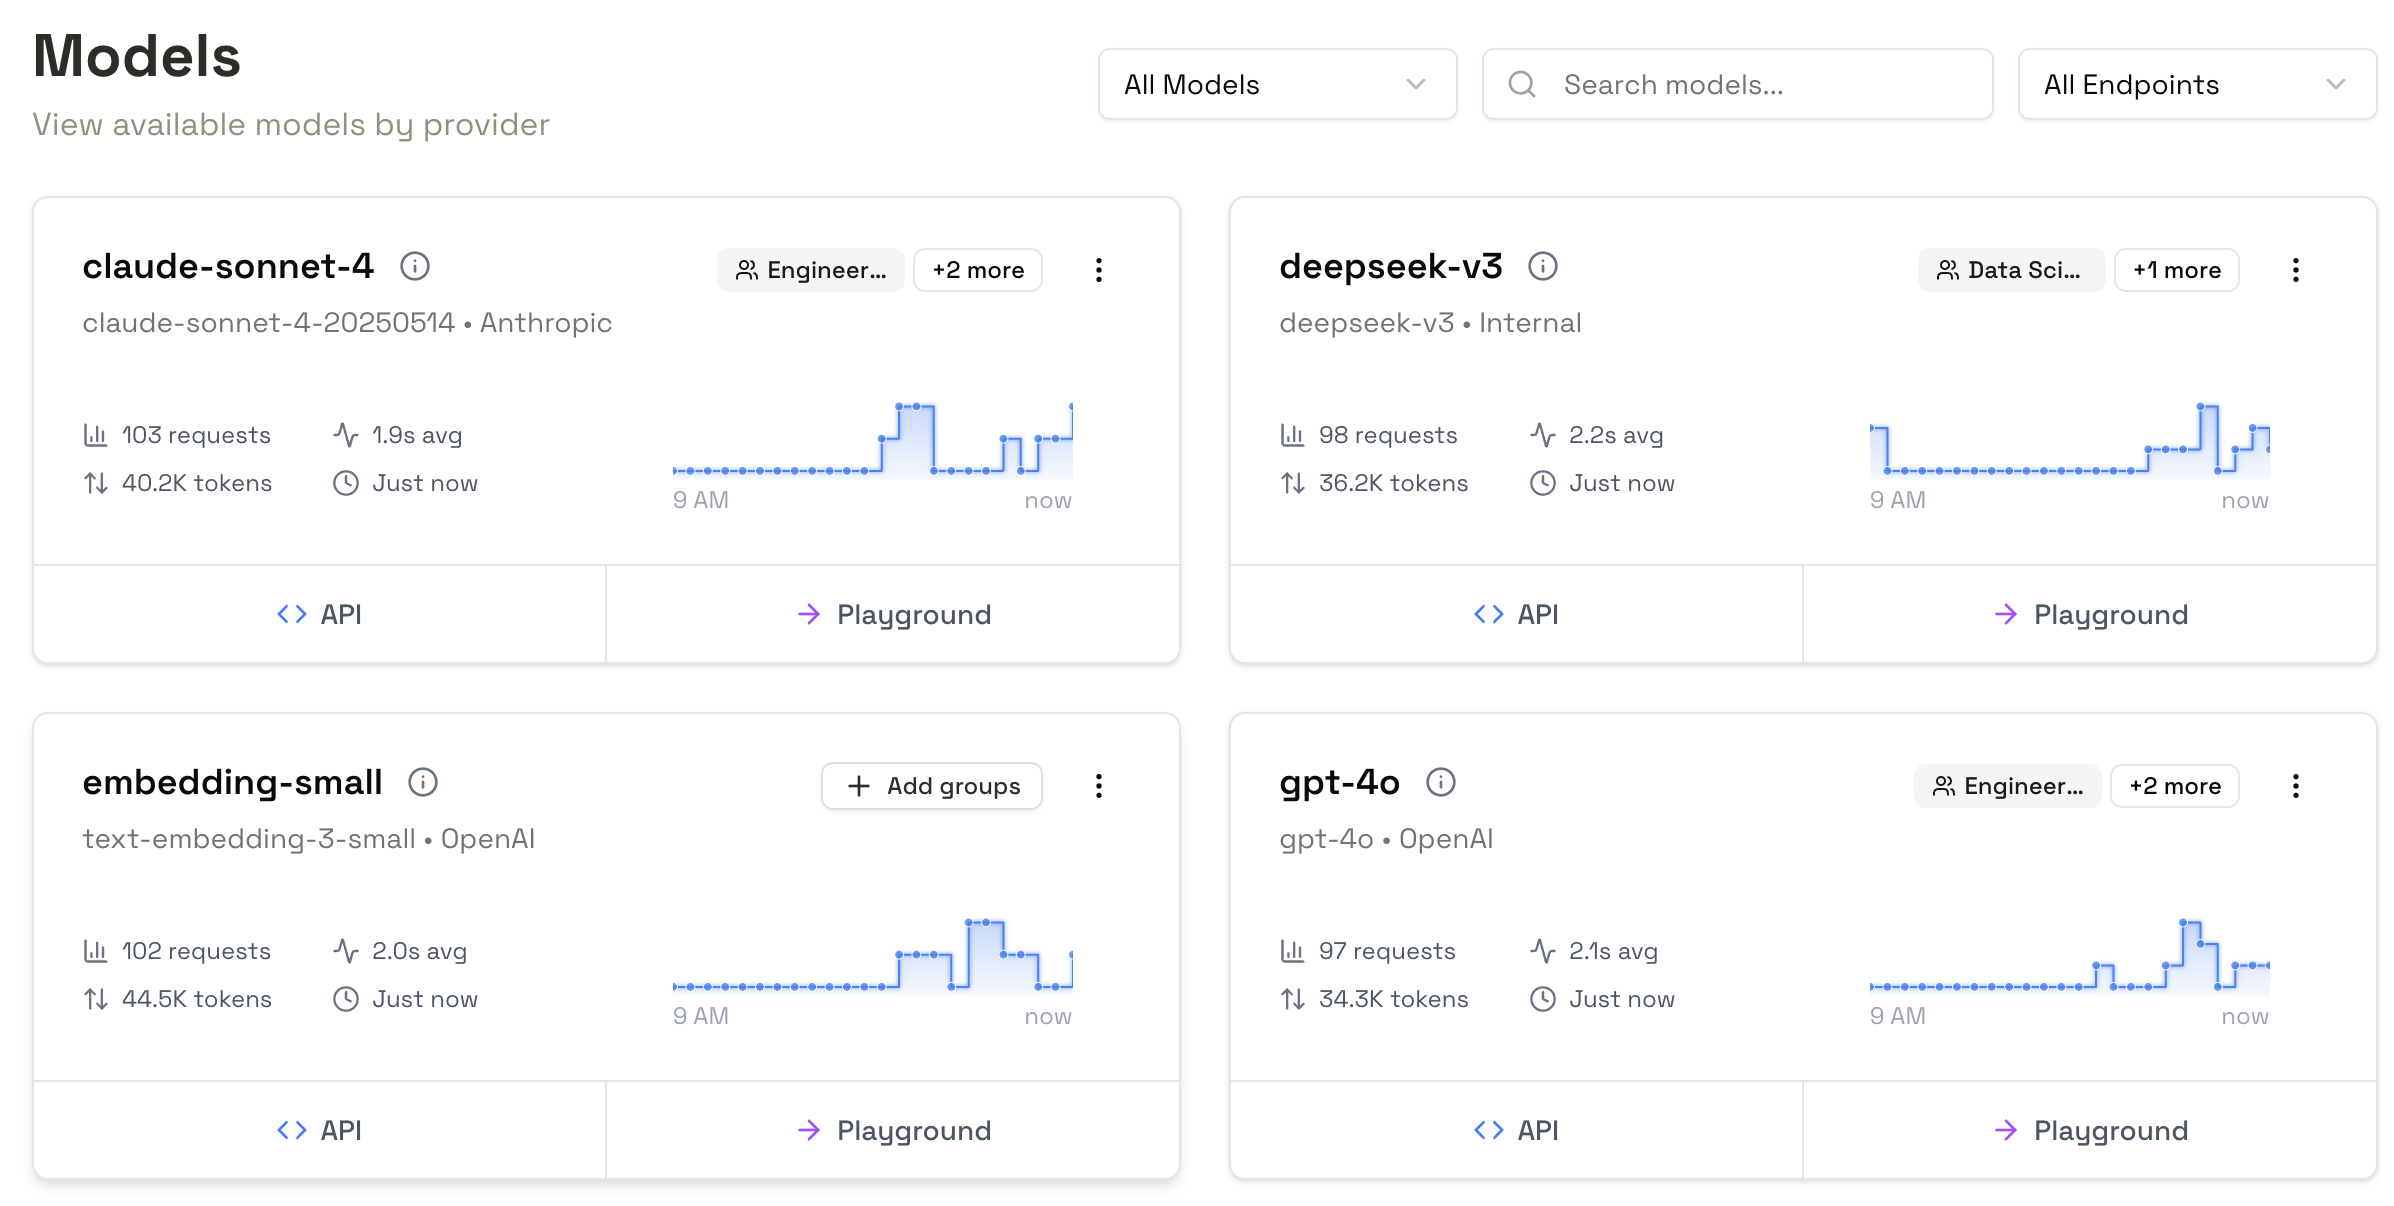 Models
View available models by provider
All Models
Search models...
All Endpoints
claude-sonnet-4
Engineer...
+2 more
claude-sonnet-4-20250514 • Anthropic
103 requests
1.9s avg
40.2K tokens
Just now
9 AM
now
API
Playground
deepseek-v3
Data Sci...
+1 more
deepseek-v3 • Internal
98 requests
2.2s avg
36.2K tokens
Just now
9 AM
now
API
Playground
embedding-small
Add groups
text-embedding-3-small • OpenAI
102 requests
2.0s avg
44.5K tokens
Just now
9 AM
now
API
Playground
gpt-4o
Engineer...
+2 more
gpt-4o • OpenAI
97 requests
2.1s avg
34.3K tokens
Just now
9 AM
now
API
Playground